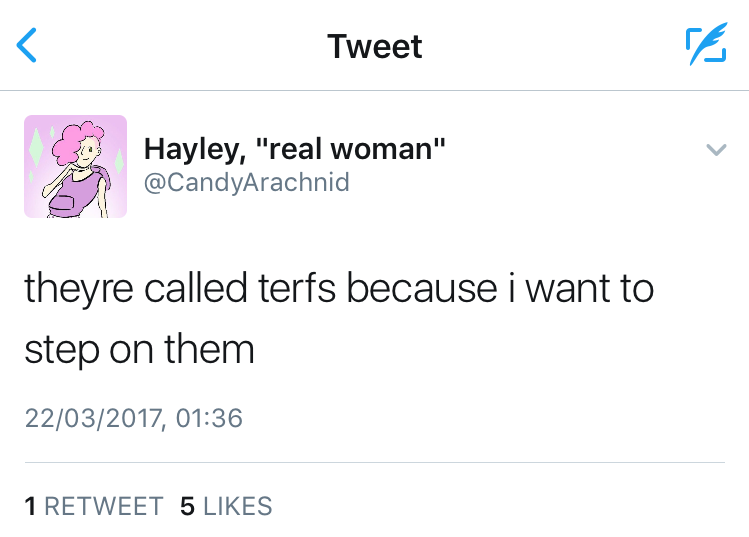 Tweet
Hayley, "real woman"
@CandyArachnid
theyre called terfs because i want to
step on them
22/03/2017, 01:36
1 RETWEET 5 LIKES